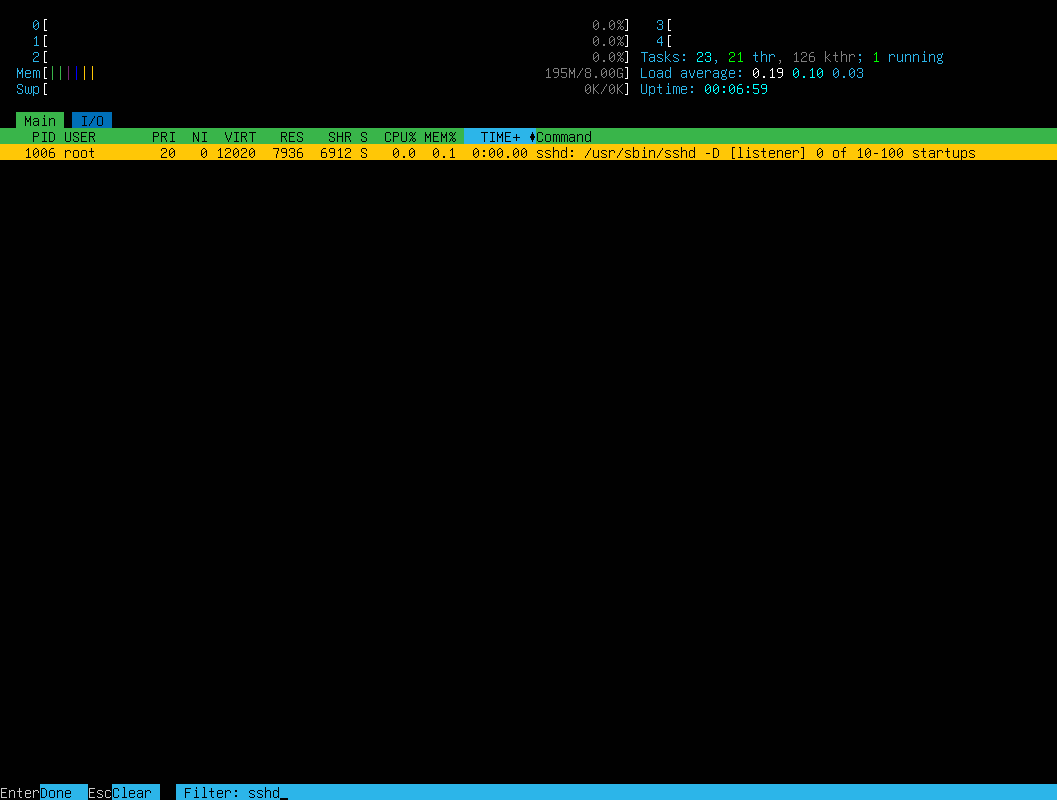 0[ 0.0%] 3[
1[ 0.0%] 4[
2[ 0.0%] Tasks: 23, 21 thr, 126 kthr; 1 running
Mem[|||||| 195M/8.00G] Load average: 0.19 0.10 0.03
Swp[ 0K/0K] Uptime: 00:06:59
Main I/O
PID USER PRI NI VIRT RES SHR S CPU% MEM% TIME+ Command
1006 root 20 0 12020 7936 6912 S 0.0 0.1 0:00.00 sshd: /usr/sbin/sshd -D [listener] 0 of 10-100 startups
EnterDone EscClear Filter: sshd_